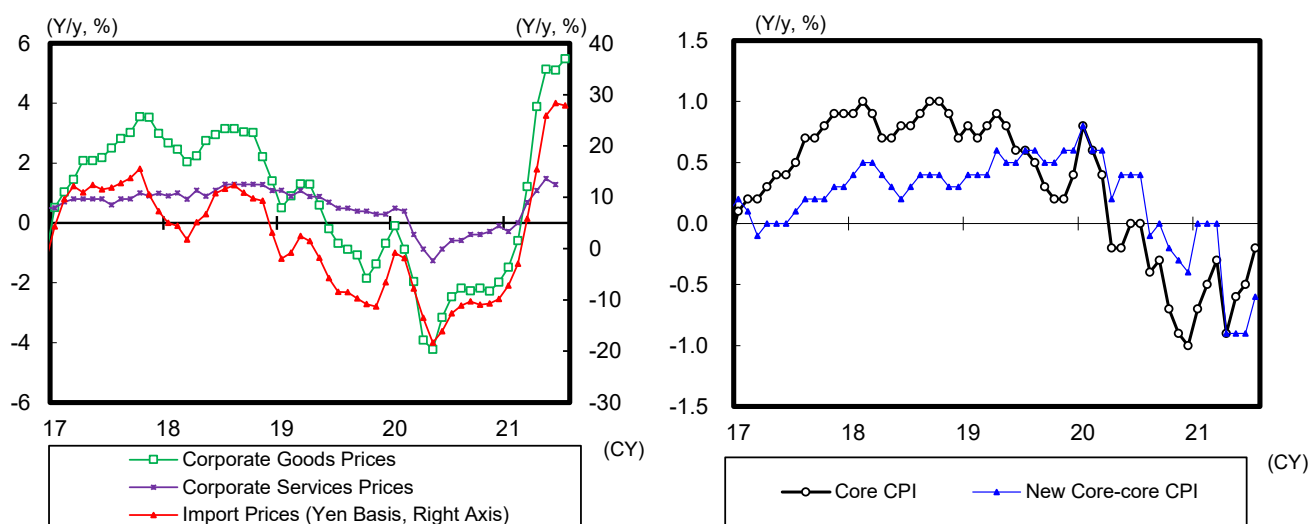 (Y/y, %) (Y/y, %)
6 40
4 30
2 20
0 10
-2 0
-4 -10
-6 -20
-30
17 18 19 20 21
(CY)
Corporate Goods Prices
Corporate Services Prices
Import Prices (Yen Basis, Right Axis)
(Y/y, %)
1.5
1.0
0.5
0.0
-0.5
-1.0
-1.5
17 18 19 20 21
(CY)
Core CPI New Core-core CPI